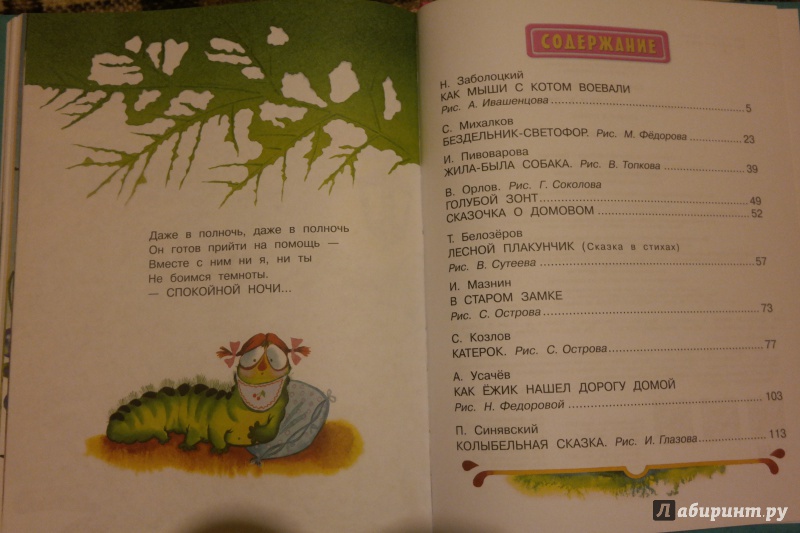 Даже в полночь, даже в полночь
Он готов прийти на помощь —
Вместе с ним ни я, ни ты
Не боимся темноты.
— СПОКОЙНОЙ НОЧИ...
СОДЕРЖАНИЕ
Н. Заболоцкий
КАК МЫШИ С КОТОМ ВОЕВАЛИ
Рис. А. Ивашенцова 5
С. Михалков
БЕЗДЕЛЬНИК-СВЕТОФОР. Рис. М. Фёдорова 23
И. Пивоварова
ЖИЛА-БЫЛА СОБАКА. Рис. В. Топкова 39
В. Орлов. Рис. Г. Соколова
ГОЛУБОЙ ЗОНТ 49
СКАЗОЧКА О ДОМОВОМ 52
Т. Белозёров
ЛЕСНОЙ ПЛАКУНЧИК (Сказка в стихах)
Рис. В. Сутеева 57
И. Мазнин
В СТАРОМ ЗАМКЕ
Рис. С. Острова 73
С. Козлов
КАТЕРОК. Рис. С. Острова 77
А. Усачёв
КАК ЁЖИК НАШЕЛ ДОРОГУ ДОМОЙ
Рис. Н. Федоровой 103
П. Синявский
КОЛЫБЕЛЬНАЯ СКАЗКА. Рис. И. Глазова 113
Лабиринт.ру